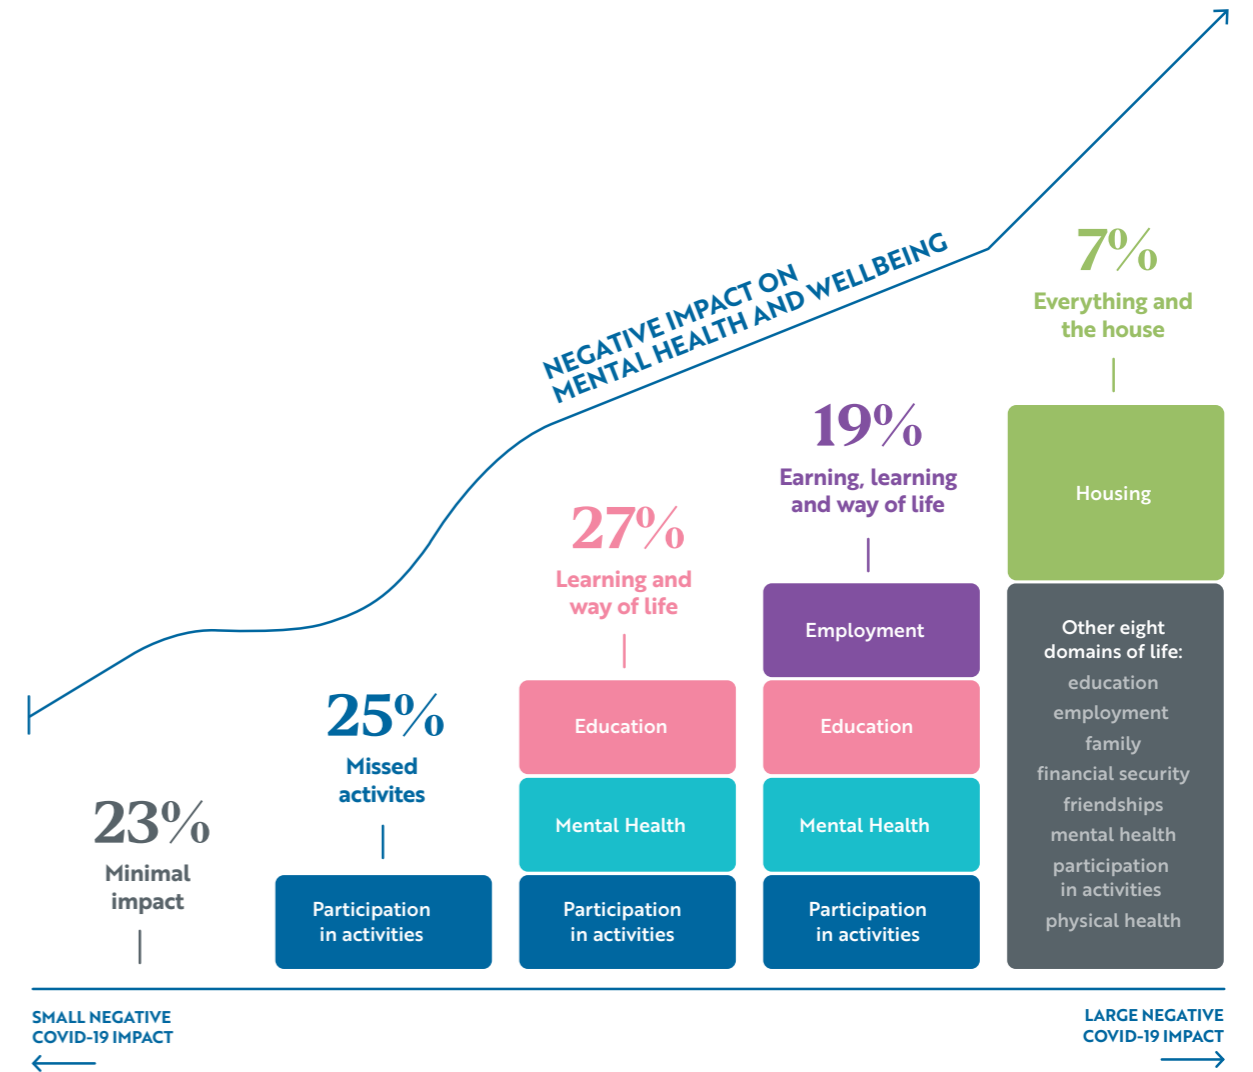 NEGATIVE IMPACT ON
MENTAL HEALTH AND WELLBEING
23%
Minimal
impact
25%
Missed
activites
Participation
in activities
27%
Learning and
way of life
Education
Mental Health
Participation
in activities
19%
Earning, learning
and way of life
Employment
Education
Mental Health
Participation
in activities
7%
Everything and
the house
Housing
Other eight
domains of life:
education
employment
family
financial security
friendships
mental health
participation
in activities
physical health
SMALL NEGATIVE
COVID-19 IMPACT
LARGE NEGATIVE
COVID-19 IMPACT